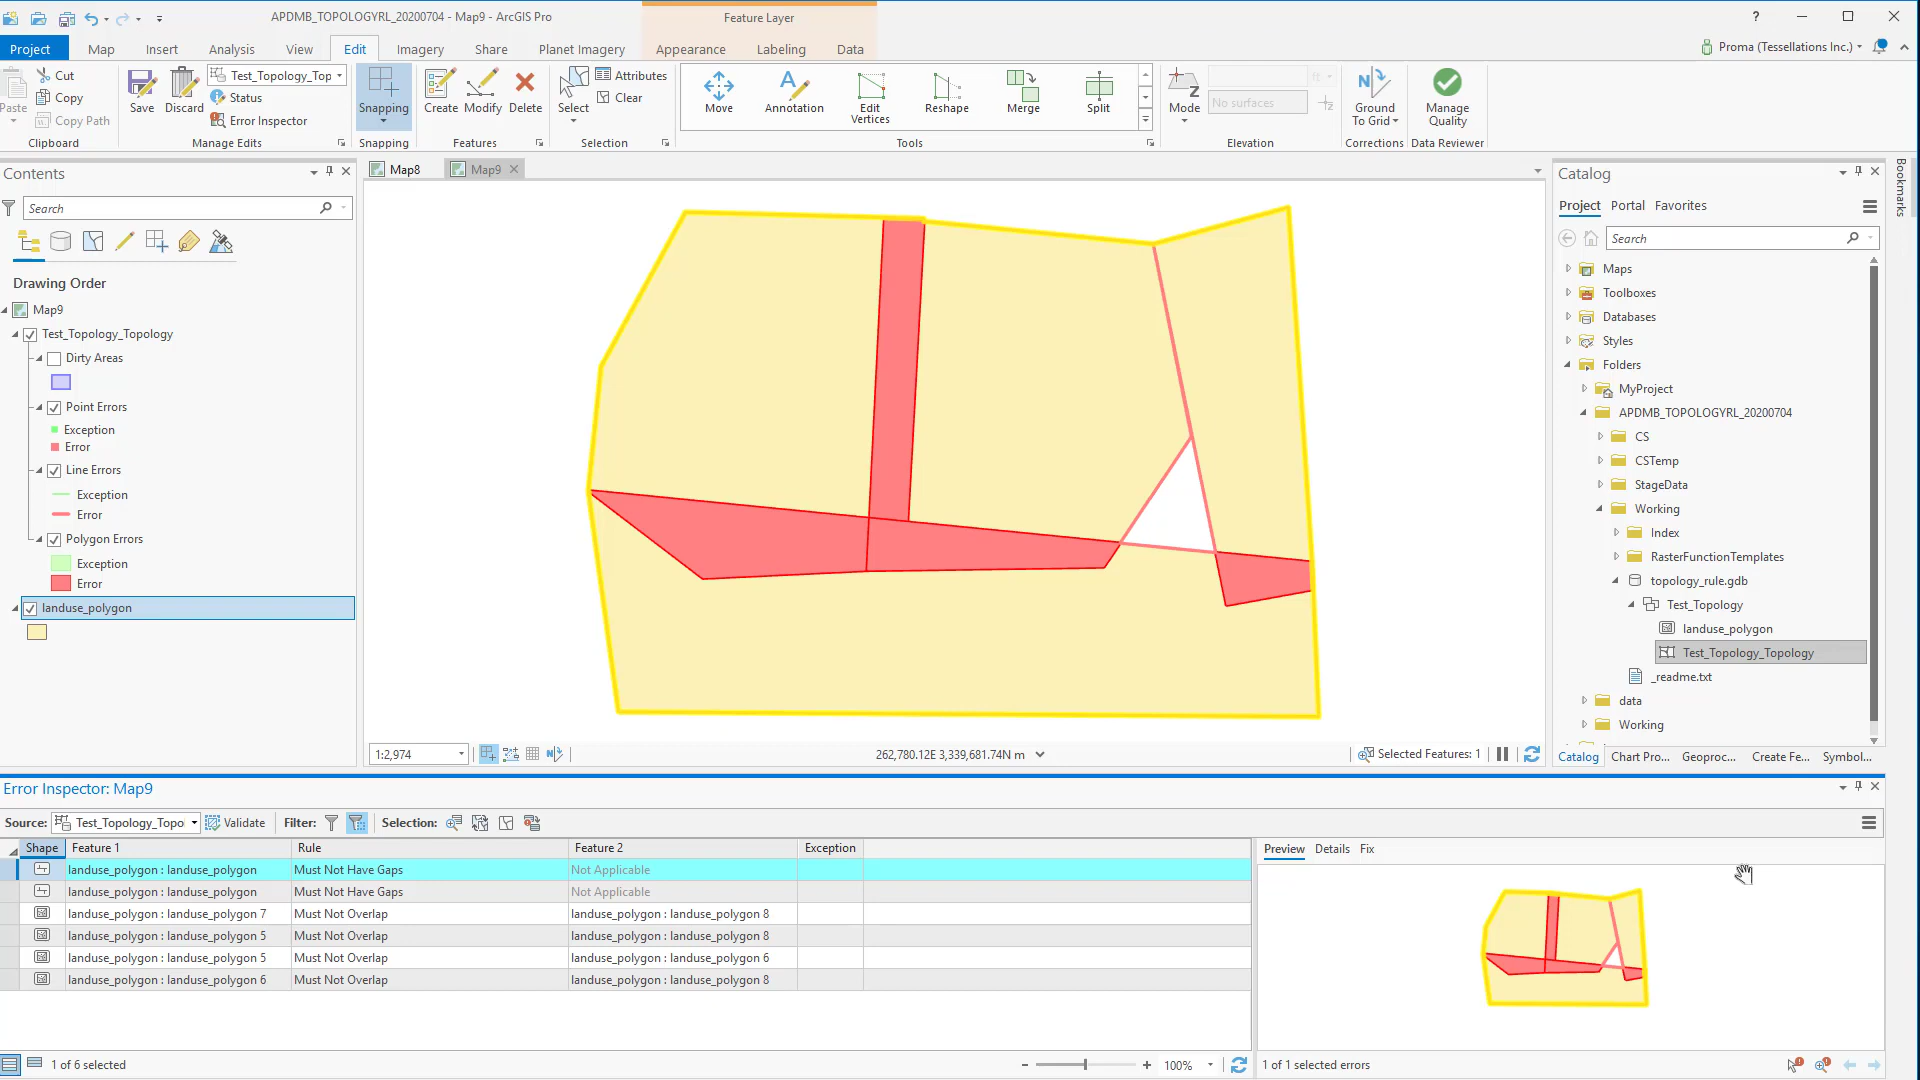 APDMB_TOPOLOGYRL_20200704 - Map9 - ArcGIS Pro
Feature Layer
?
Project
Map
Insert
Analysis
View
Edit
Imagery
Share
Planet Imagery
Appearance
Labeling
Data
Proma (Tessellations Inc.)
Paste
Cut
Copy
Copy Path
Clipboard
Save
Discard
Test_Topology_Top
Status
Error Inspector
Manage Edits
Snapping
Snapping
Create
Modify
Delete
Features
Select
Attributes
Clear
Selection
Move
Annotation
Edit
Vertices
Reshape
Merge
Split
Tools
Mode
ft
No surfaces
Elevation
Ground
To Grid
Corrections
Manage
Quality
Data Reviewer
Contents
Search
Drawing Order
Map9
Test_Topology_Topology
Dirty Areas
Point Errors
Exception
Error
Line Errors
Exception
Error
Polygon Errors
Exception
Error
landuse_polygon
Map8
Map9
1:2,974
262,780.12E 3,339,681.74N m
Selected Features: 1
Catalog
Project
Portal
Favorites
Search
Maps
Toolboxes
Databases
Styles
Folders
MyProject
APDMB_TOPOLOGYRL_20200704
CS
CSTemp
StageData
Working
Index
RasterFunctionTemplates
topology_rule.gdb
Test_Topology
landuse_polygon
Test_Topology_Topology
_readme.txt
data
Working
Catalog
Chart Pro...
Geoproc...
Create Fe...
Symbol...
Bookmarks
Error Inspector: Map9
Source:
Test_Topology_Topo
Validate
Filter:
Selection:
Shape Feature 1 Rule Feature 2 Exception
landuse_polygon : landuse_polygon Must Not Have Gaps Not Applicable
landuse_polygon : landuse_polygon Must Not Have Gaps Not Applicable
landuse_polygon : landuse_polygon 7 Must Not Overlap landuse_polygon : landuse_polygon 8
landuse_polygon : landuse_polygon 5 Must Not Overlap landuse_polygon : landuse_polygon 8
landuse_polygon : landuse_polygon 5 Must Not Overlap landuse_polygon : landuse_polygon 6
landuse_polygon : landuse_polygon 6 Must Not Overlap landuse_polygon : landuse_polygon 8
1 of 6 selected
100%
Preview
Details
Fix
1 of 1 selected errors